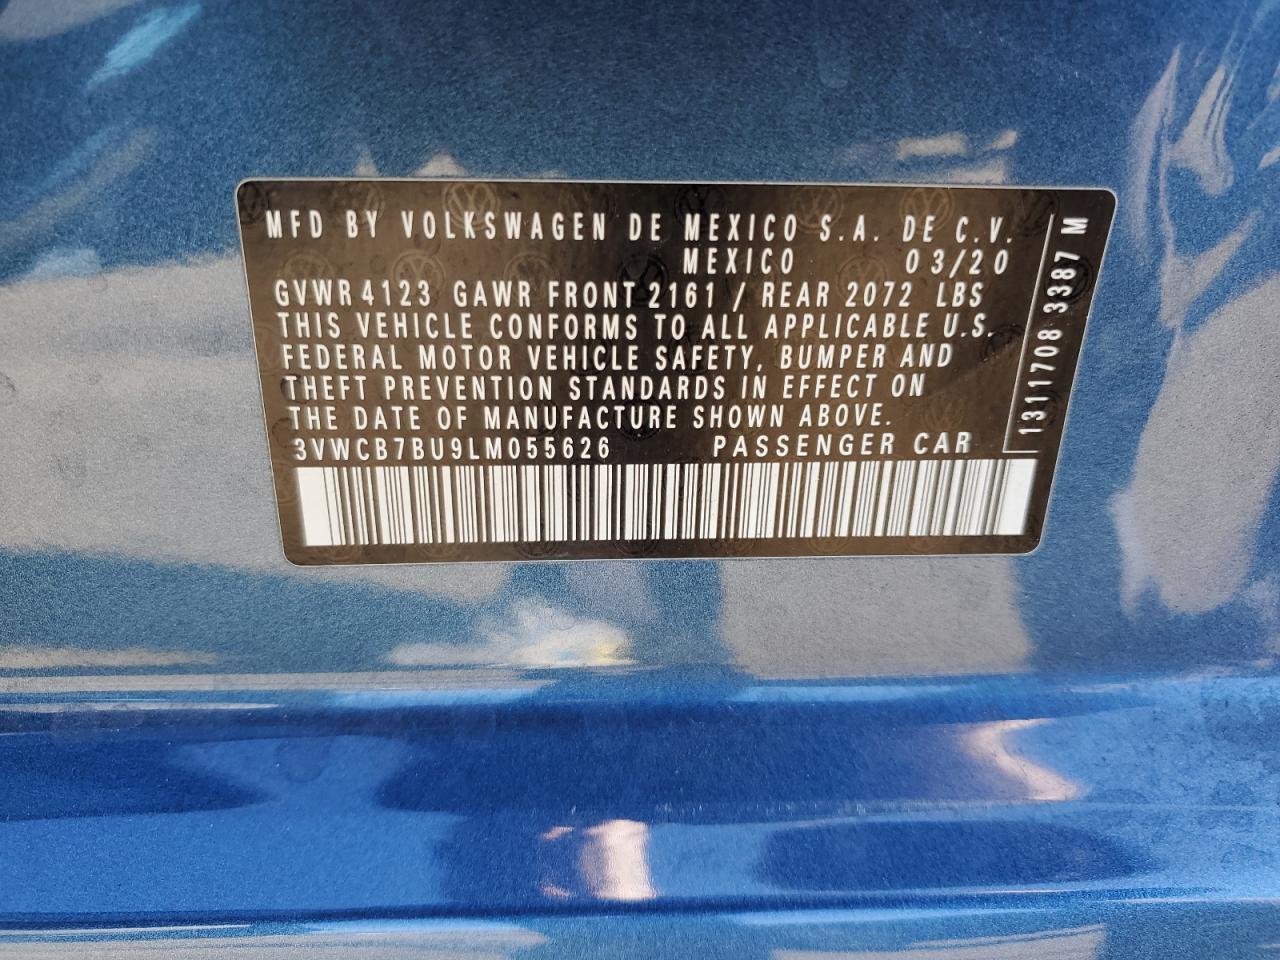 MFD BY VOLKSWAGEN DE MEXICO S.A. DE C.V.
MEXICO 03/20
GVWR 4123 GAWR FRONT 2161 / REAR 2072 LBS
THIS VEHICLE CONFORMS TO ALL APPLICABLE U.S.
FEDERAL MOTOR VEHICLE SAFETY, BUMPER AND
THEFT PREVENTION STANDARDS IN EFFECT ON
THE DATE OF MANUFACTURE SHOWN ABOVE.
3VWCB7BU9LM055626 PASSENGER CAR
1311708 3387 M